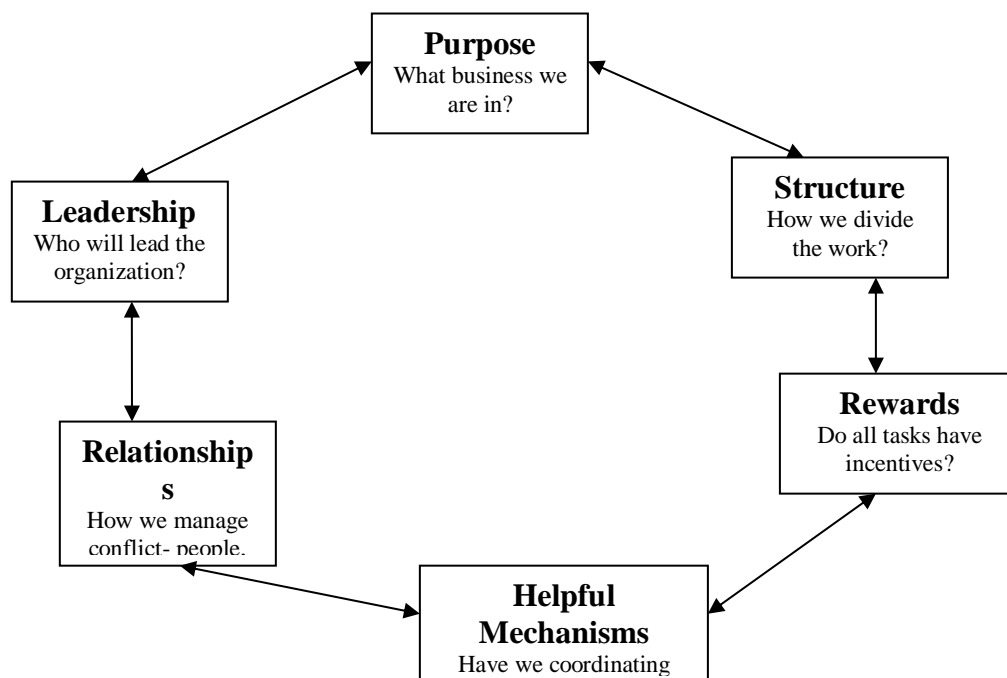 Purpose
What business we
are in?
Leadership
Who will lead the
organization?
Structure
How we divide
the work?
Rewards
Do all tasks have
incentives?
Relationship
s
How we manage
conflict- people.
Helpful
Mechanisms
Have we coordinating